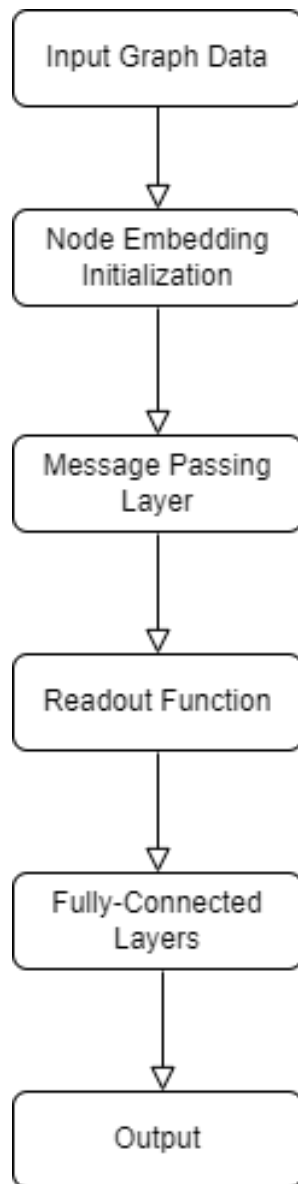 Input Graph Data
Node Embedding
Initialization
Message Passing
Layer
Readout Function
Fully-Connected
Layers
Output